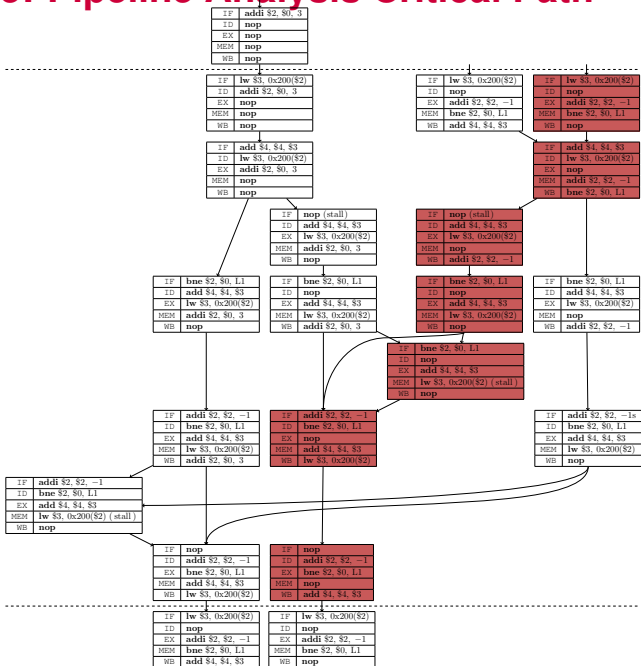 of Pipeline Analysis Critical Path
IF addi $2, $0, 3
ID nop
EX nop
MEM nop
WB nop
IF lw $3, 0x200($2)
ID addi $2, $0, 3
EX nop
MEM nop
WB nop
IF lw $3, 0x200($2)
ID nop
EX addi $2, $2, −1
MEM bne $2, $0, L1
WB add $4, $4, $3
IF lw $3, 0x200($2)
ID nop
EX addi $2, $2, −1
MEM bne $2, $0, L1
WB nop
IF add $4, $4, $3
ID lw $3, 0x200($2)
EX addi $2, $0, 3
MEM nop
WB nop
IF add $4, $4, $3
ID lw $3, 0x200($2)
EX nop
MEM addi $2, $2, −1
WB bne $2, $0, L1
IF nop (stall)
ID add $4, $4, $3
EX lw $3, 0x200($2)
MEM addi $2, $0, 3
WB nop
IF nop (stall)
ID add $4, $4, $3
EX lw $3, 0x200($2)
MEM nop
WB addi $2, $2, −1
IF bne $2, $0, L1
ID add $4, $4, $3
EX lw $3, 0x200($2)
MEM addi $2, $0, 3
WB nop
IF bne $2, $0, L1
ID nop
EX add $4, $4, $3
MEM lw $3, 0x200($2)
WB addi $2, $0, 3
IF bne $2, $0, L1
ID nop
EX add $4, $4, $3
MEM lw $3, 0x200($2)
WB nop
IF bne $2, $0, L1
ID add $4, $4, $3
EX lw $3, 0x200($2)
MEM nop
WB addi $2, $2, −1
IF bne $2, $0, L1
ID nop
EX add $4, $4, $3
MEM lw $3, 0x200($2) (stall)
WB nop
IF addi $2, $2, −1
ID bne $2, $0, L1
EX add $4, $4, $3
MEM lw $3, 0x200($2)
WB addi $2, $0, 3
IF addi $2, $2, −1
ID bne $2, $0, L1
EX nop
MEM add $4, $4, $3
WB lw $3, 0x200($2)
IF addi $2, $2, −1s
ID bne $2, $0, L1
EX add $4, $4, $3
MEM lw $3, 0x200($2)
WB nop
IF addi $2, $2, −1
ID bne $2, $0, L1
EX add $4, $4, $3
MEM lw $3, 0x200($2) (stall)
WB nop
IF nop
ID addi $2, $2, −1
EX bne $2, $0, L1
MEM add $4, $4, $3
WB lw $3, 0x200($2)
IF nop
ID addi $2, $2, −1
EX bne $2, $0, L1
MEM nop
WB add $4, $4, $3
IF lw $3, 0x200($2)
ID nop
EX addi $2, $2, −1
MEM bne $2, $0, L1
WB add $4, $4, $3
IF lw $3, 0x200($2)
ID nop
EX addi $2, $2, −1
MEM bne $2, $0, L1
WB nop